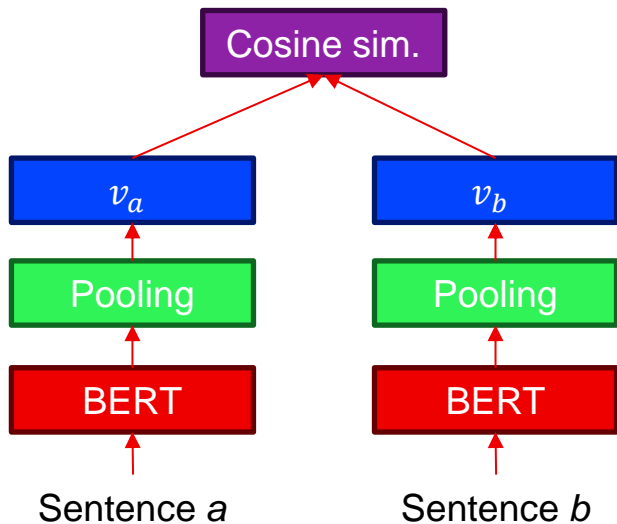 Cosine sim.
v_a
v_b
Pooling
Pooling
BERT
BERT
Sentence a
Sentence b